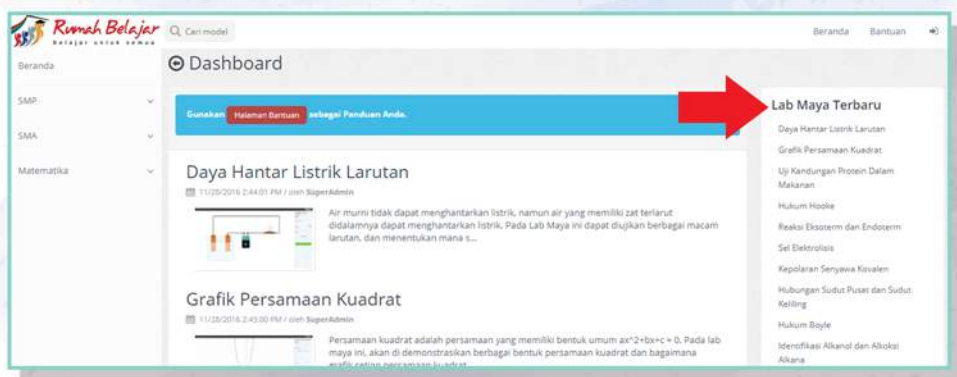 Rumah Belajar
belajar untuk semua
Cari model
Beranda
Bantuan
Beranda
SMP
SMA
Matematika
Dashboard
Gunakan Halaman Bantuan sebagai Panduan Anda.
Daya Hantar Listrik Larutan
11/28/2016 2:44:01 PM / oleh SuperAdmin
Air murni tidak dapat menghantarkan listrik, namun air yang memiliki zat terlarut
didalamnya dapat menghantarkan listrik. Pada Lab Maya ini dapat diujikan berbagai macam
larutan, dan menentukan mana s...
Grafik Persamaan Kuadrat
11/28/2016 2:43:00 PM / oleh SuperAdmin
Persamaan kuadrat adalah persamaan yang memiliki bentuk umum ax^2+bx+c = 0. Pada lab
maya ini, akan di demonstrasikan berbagai bentuk persamaan kuadrat dan bagaimana
grafik setiap persamaan kuadrat
Lab Maya Terbaru
Daya Hantar Listrik Larutan
Grafik Persamaan Kuadrat
Uji Kandungan Protein Dalam
Makanan
Hukum Hooke
Reaksi Eksoterm dan Endoterm
Sel Elektrolisis
Kepolaran Senyawa Kovalen
Hubungan Sudut Pusat dan Sudut
Keliling
Hukum Boyle
Identifikasi Alkanol dan Alkoksi
Alkana